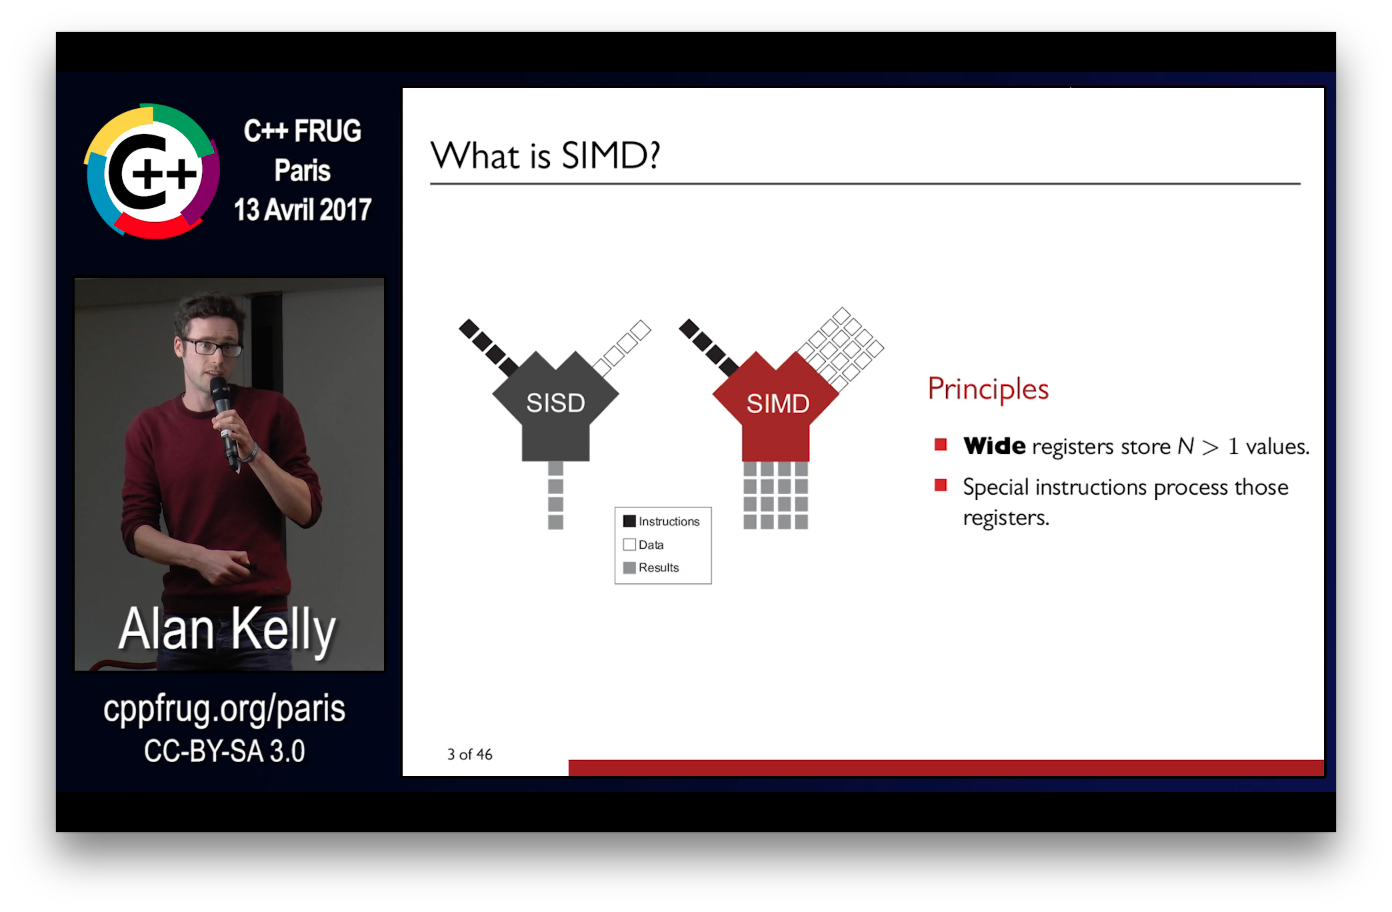 C++
C++ FRUG
Paris
13 Avril 2017
Alan Kelly
cppfrug.org/paris
CC-BY-SA 3.0
What is SIMD?
SISD
SIMD
Instructions
Data
Results
Principles
Wide registers store N > 1 values.
Special instructions process those
registers.
3 of 46